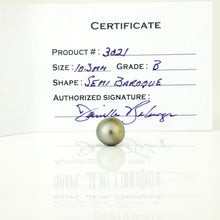 CERTIFICATE
PRODUCT #: 3021
SIZE: 10.3mm GRADE: B
SHAPE: SEMI BAROQUE
AUTHORIZED SIGNATURE: